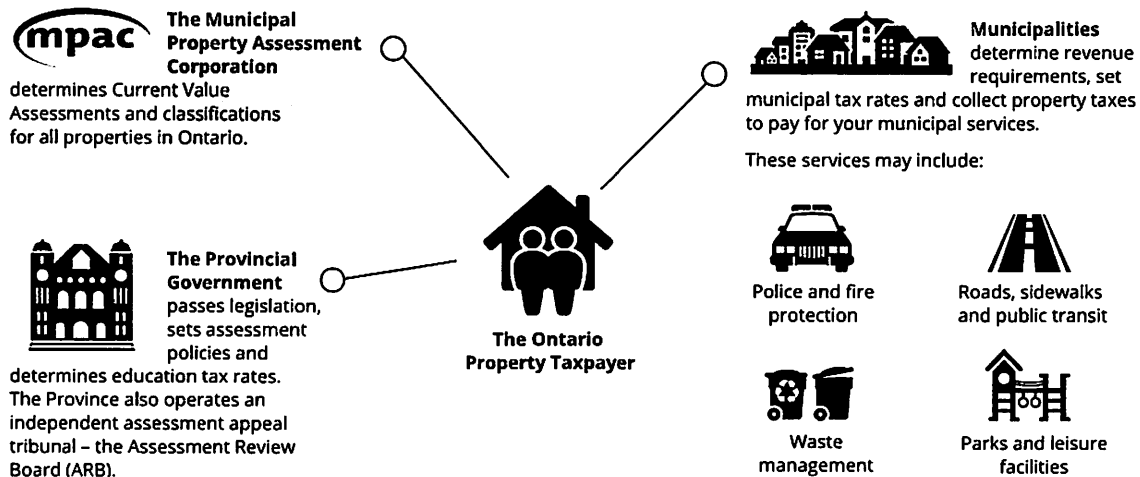 mpac
The Municipal
Property Assessment
Corporation
determines Current Value
Assessments and classifications
for all properties in Ontario.
The Provincial
Government
passes legislation,
sets assessment
policies and
determines education tax rates.
The Province also operates an
independent assessment appeal
tribunal – the Assessment Review
Board (ARB).
The Ontario
Property Taxpayer
Municipalities
determine revenue
requirements, set
municipal tax rates and collect property taxes
to pay for your municipal services.
These services may include:
Police and fire
protection
Roads, sidewalks
and public transit
Waste
management
Parks and leisure
facilities